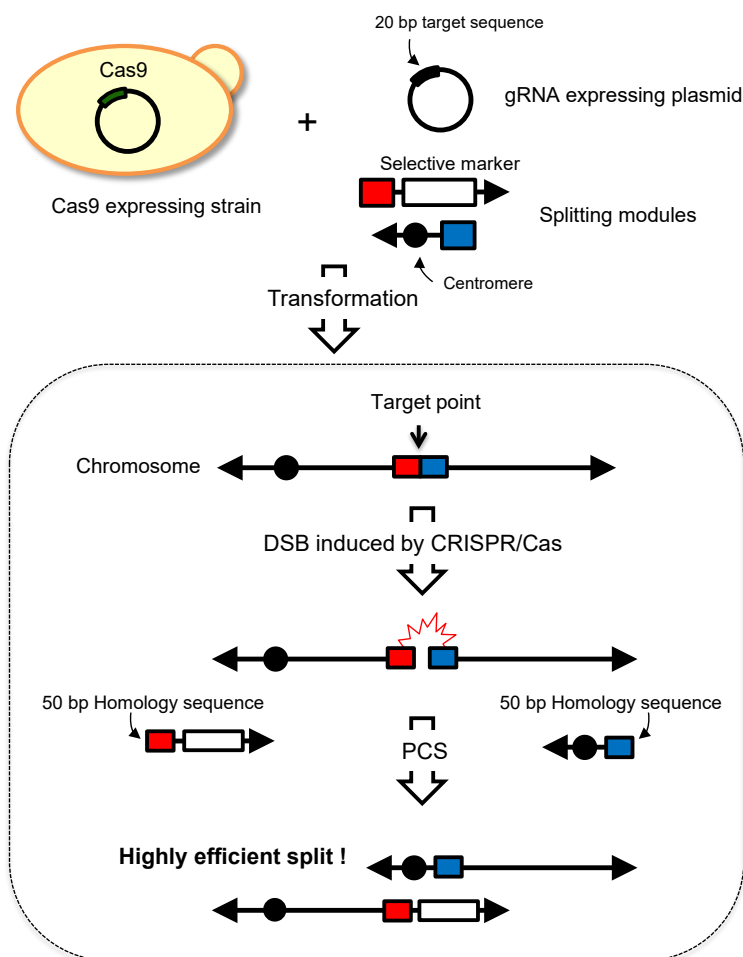 20 bp target sequence
Cas9
gRNA expressing plasmid
+
Selective marker
Cas9 expressing strain
Splitting modules
Centromere
Transformation
Target point
Chromosome
DSB induced by CRISPR/Cas
50 bp Homology sequence
50 bp Homology sequence
PCS
Highly efficient split !